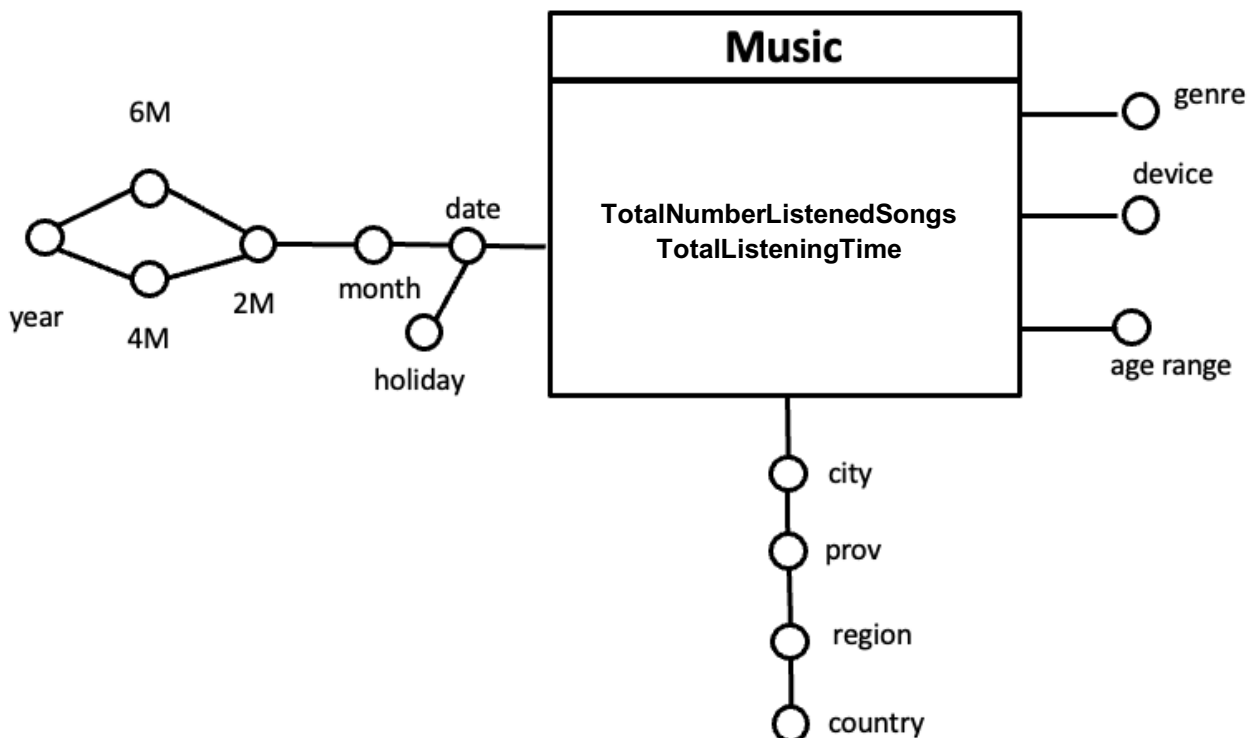 Music
6M
genre
device
date
TotalNumberListenedSongs
TotalListeningTime
month
2M
year
4M
holiday
age range
city
prov
region
country